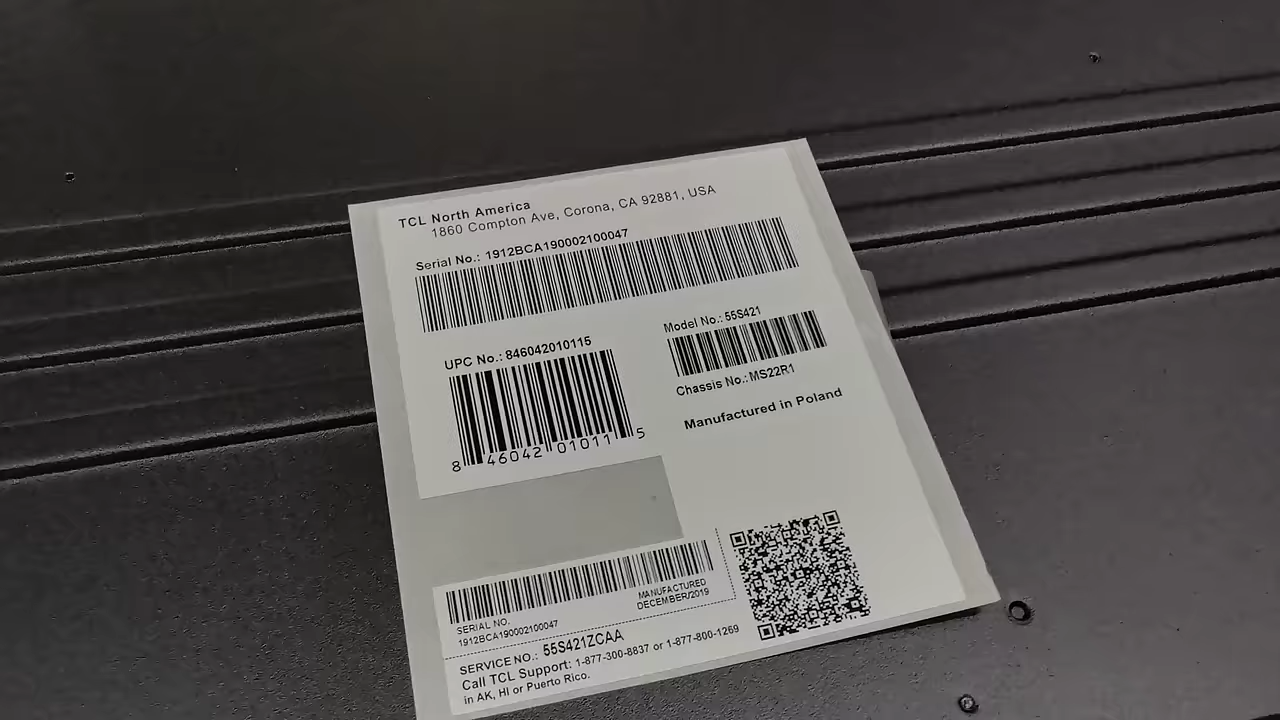 TCL North America
1860 Compton Ave, Corona, CA 92881, USA
Serial No.: 1912BCA190002100047
UPC No.: 846042010115
8 46042 01011 5
Model No.: 55S421
Chassis No.: MS22R1
Manufactured in Poland
MANUFACTURED
DECEMBER/2019
SERIAL NO.
1912BCA190002100047
SERVICE NO.: 55S421ZCAA
Call TCL Support: 1-877-300-8837 or 1-877-800-1269
in AK, HI or Puerto Rico.